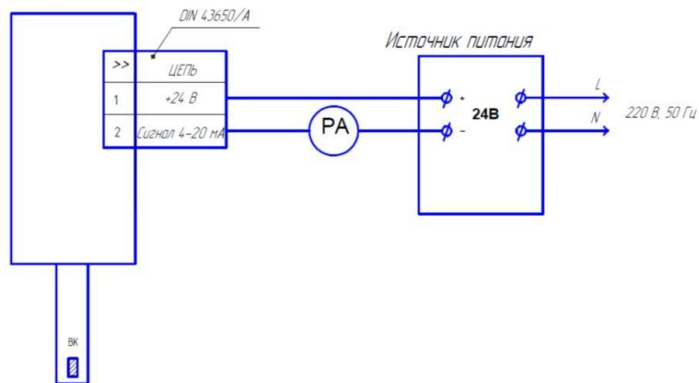 DIN 43650/A
Источник питания
>> ЦЕПЬ
1 +24 В
2 Сигнал 4-20 мА
PA
+
24В
-
L
N
220 В, 50 Гц
ВК